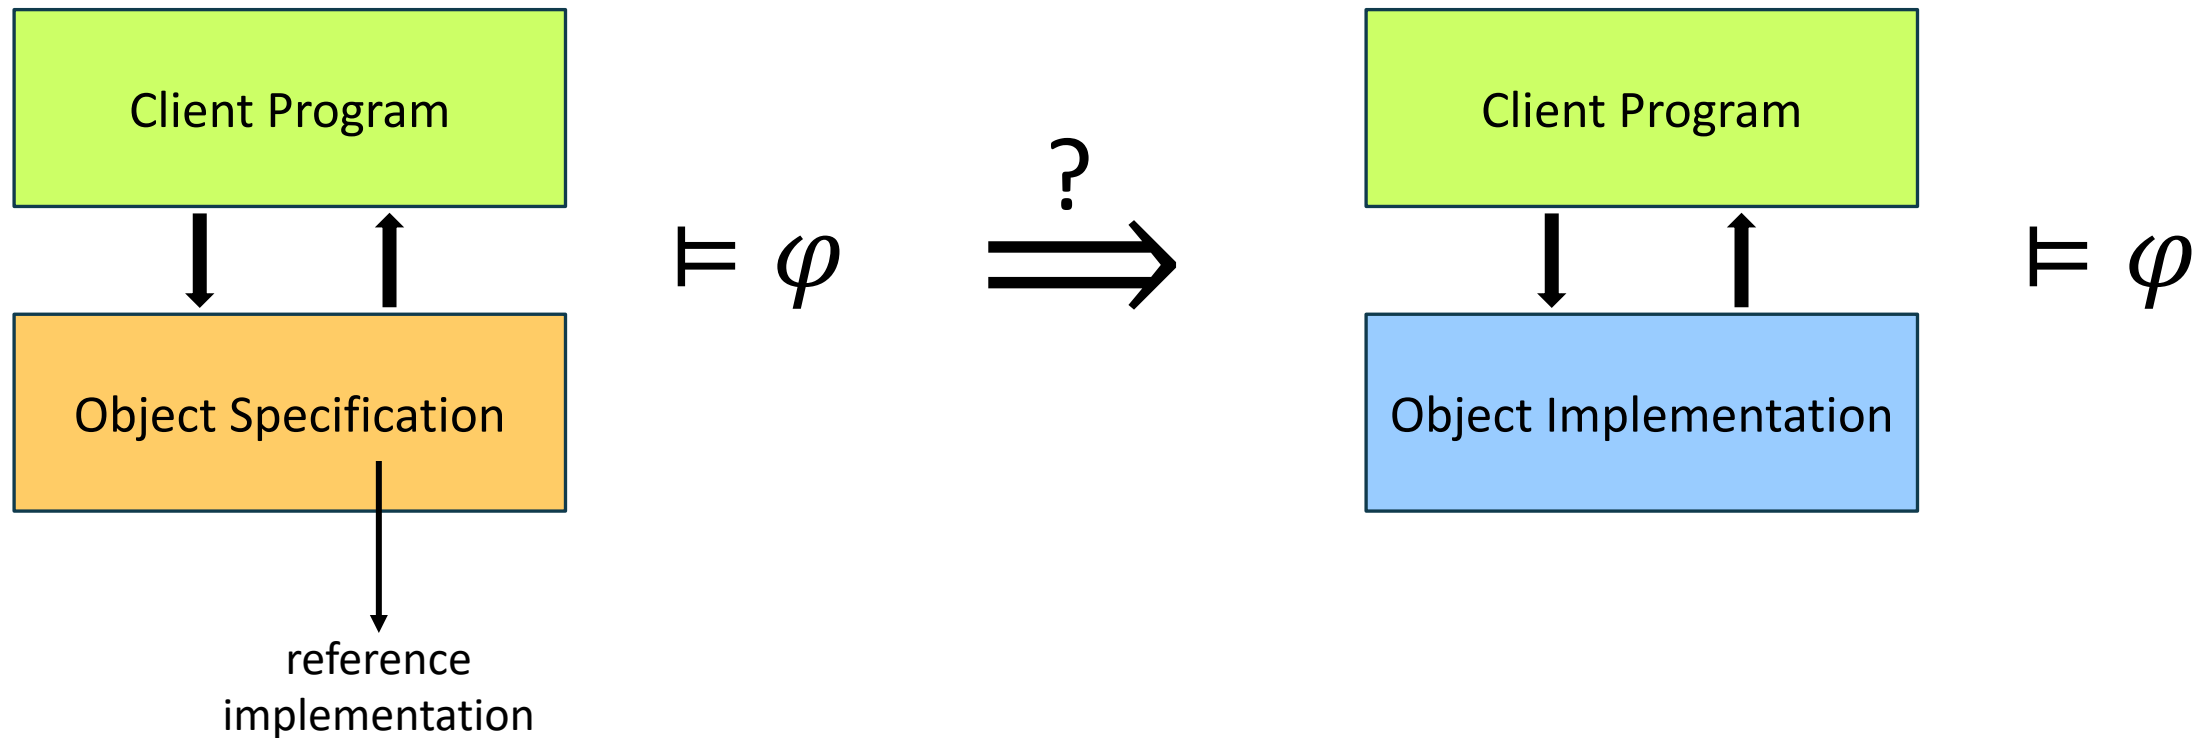 Client Program
Object Specification
reference
implementation
⊨ φ
?
⟹
Client Program
Object Implementation
⊨ φ